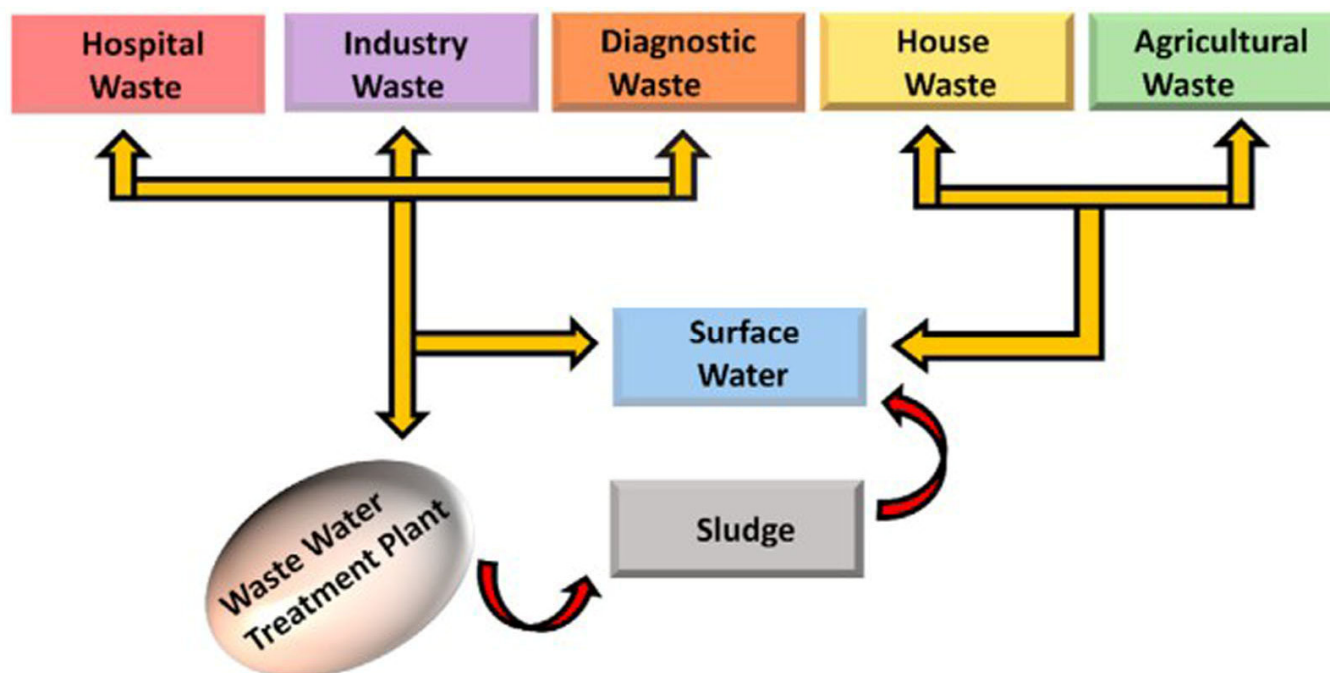 Hospital
Waste
Industry
Waste
Diagnostic
Waste
House
Waste
Agricultural
Waste
Surface
Water
Sludge
Waste Water
Treatment Plant